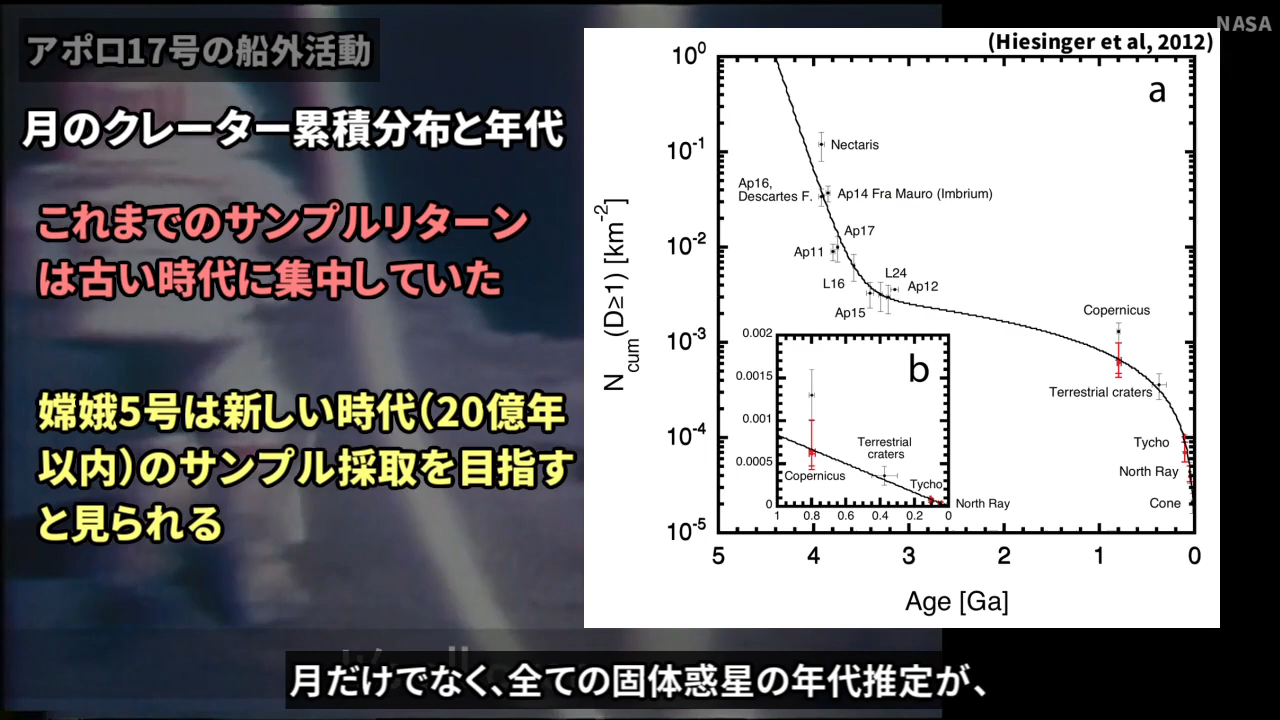 アポロ17号の船外活動
NASA
月のクレーター累積分布と年代
これまでのサンプルリターン
は古い時代に集中していた
嫦娥5号は新しい時代(20億年
以内)のサンプル採取を目指す
と見られる
(Hiesinger et al, 2012)
a
10⁰
10⁻¹
10⁻²
10⁻³
10⁻⁴
10⁻⁵
N cum (D≥1) [km⁻²]
Nectaris
Ap16,
Descartes F.
Ap14 Fra Mauro (Imbrium)
Ap17
Ap11
L16
L24
Ap12
Ap15
Copernicus
Terrestrial craters
Tycho
North Ray
Cone
b
0.002
0.0015
0.001
0.0005
0
Terrestrial
craters
Copernicus
Tycho
North Ray
1 0.8 0.6 0.4 0.2 0
5 4 3 2 1 0
Age [Ga]
月だけでなく、全ての固体惑星の年代推定が、